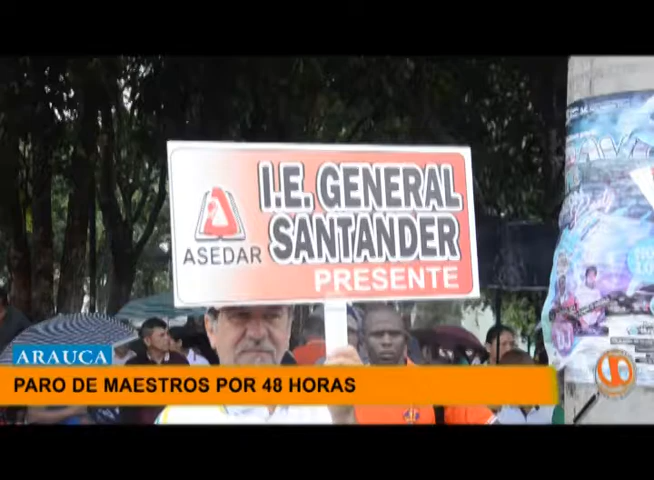 I.E. GENERAL
SANTANDER
ASEDAR
PRESENTE
ARAUCA
PARO DE MAESTROS POR 48 HORAS